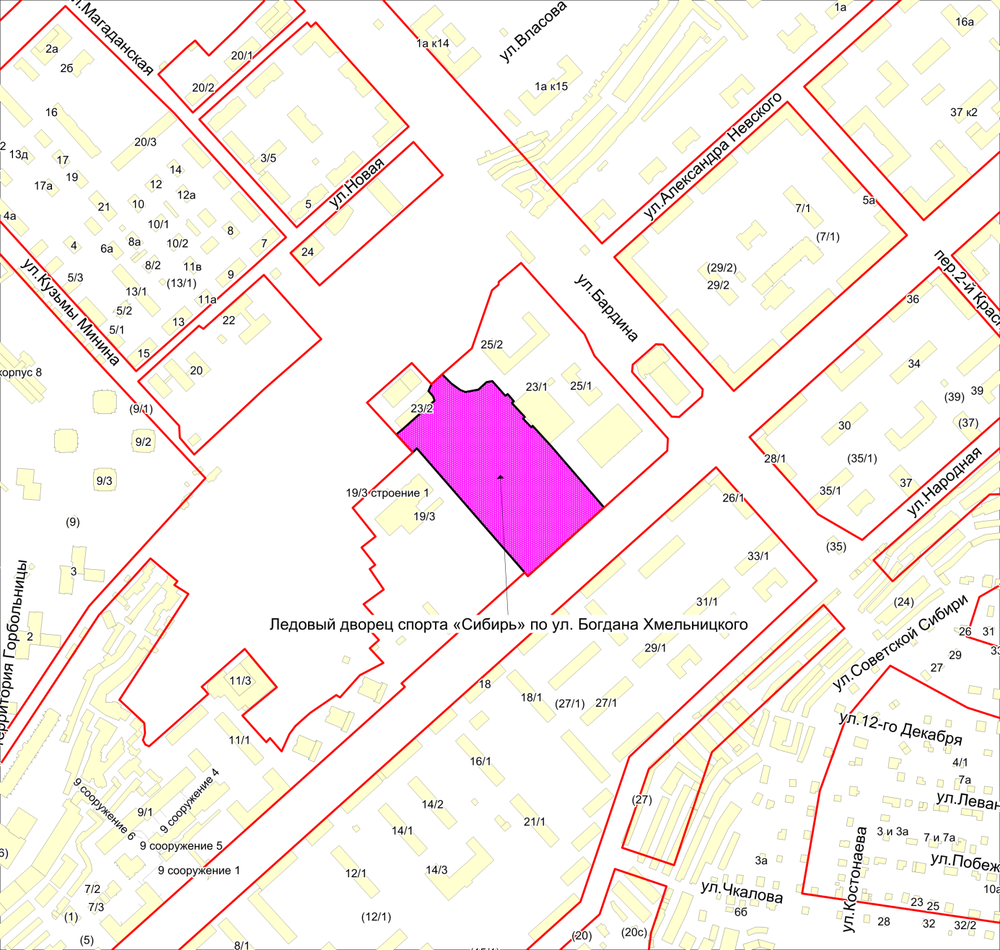 ул.Магаданская
ул.Власова
1а
16а
1а к14
2а
20/1
2б
20/2
1а к15
16
37 к2
20/3
2
13д
17
3/5
14
ул.Александра Невского
19
17а
12
12а
ул.Новая
5а
21
10
5
7/1
4а
10/1
8
(7/1)
4
6а
8а
10/2
7
24
8/2
11в
(29/2)
5/3
9
(13/1)
29/2
13/1
11а
36
ул.Кузьмы Минина
ул.Бардина
5/2
13
22
5/1
25/2
15
34
корпус 8
20
23/1
25/1
39
(39)
(9/1)
23/2
30
(37)
9/2
28/1
(35/1)
9/3
37
35/1
19/3 строение 1
26/1
ул.Народная
19/3
(9)
(35)
33/1
3
31/1
(24)
Ледовый дворец спорта «Сибирь» по ул. Богдана Хмельницкого
2
26
31
29/1
ул.Советской Сибири
29
27
11/3
18
18/1
(27/1)
27/1
ул.12-го Декабря
11/1
16/1
4/1
7а
9 сооружение 4
9 сооружение 6
(27)
14/2
9/1
21/1
14/1
3 и 3а
7 и 7а
9 сооружение 5
3а
9 сооружение 1
12/1
14/3
ул.Костонаева
7/2
ул.Чкалова
10а
7/3
6б
23
25
(1)
(12/1)
28
32
32/2
(5)
8/1
(20)
(20с)